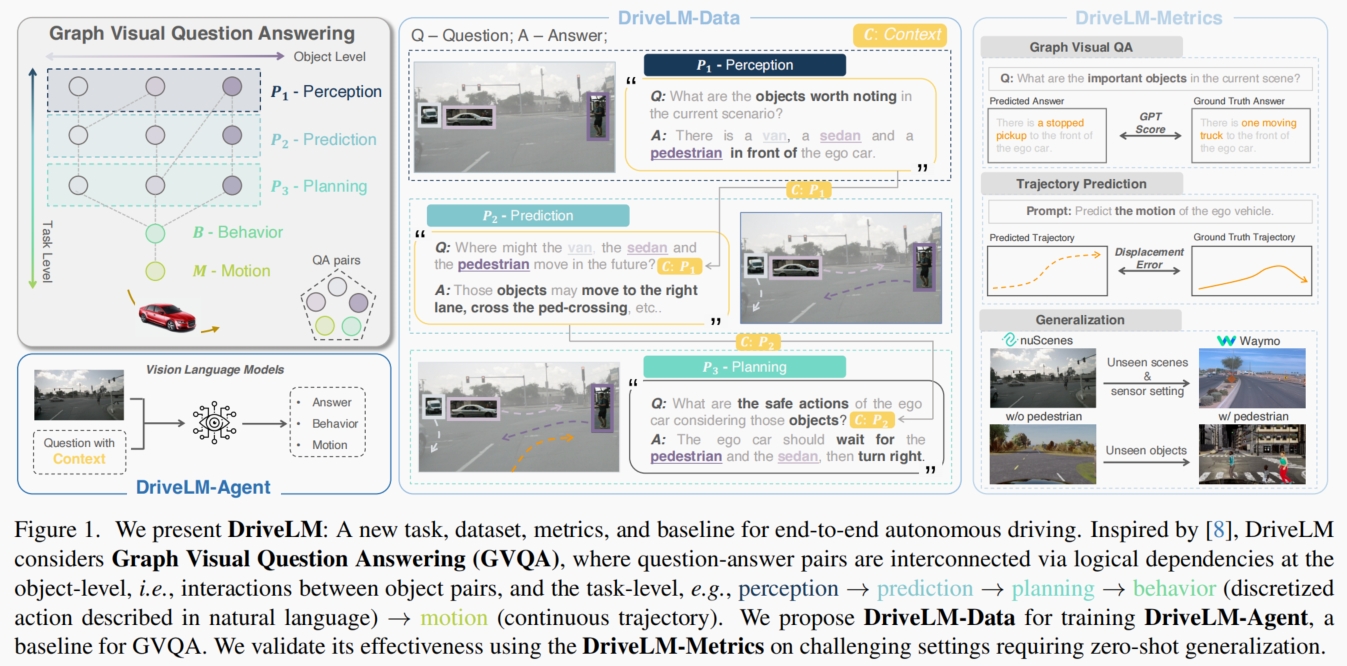 Graph Visual Question Answering
Object Level
P1 - Perception
P2 - Prediction
P3 - Planning
Task Level
B - Behavior
M - Motion
QA pairs
Vision Language Models
Question with
Context
• Answer
• Behavior
• Motion
DriveLM-Agent
DriveLM-Data
Q – Question; A – Answer;
C: Context
P1 - Perception
“
Q: What are the objects worth noting in
the current scenario?
A: There is a van, a sedan and a
pedestrian in front of the ego car.
”
C: P1
P2 - Prediction
“
Q: Where might the van, the sedan and
the pedestrian move in the future? C: P1
A: Those objects may move to the right
lane, cross the ped-crossing, etc..
”
C: P2
P3 - Planning
“
Q: What are the safe actions of the ego
car considering those objects? C: P2
A: The ego car should wait for the
pedestrian and the sedan, then turn right.
”
DriveLM-Metrics
Graph Visual QA
Q: What are the important objects in the current scene?
Predicted Answer
There is a stopped
pickup to the front of
the ego car.
GPT
Score
Ground Truth Answer
There is one moving
truck to the front of
the ego car.
Trajectory Prediction
Prompt: Predict the motion of the ego vehicle.
Predicted Trajectory
Displacement
Error
Ground Truth Trajectory
Generalization
nuScenes
Waymo
Unseen scenes
&
sensor setting
w/o pedestrian
w/ pedestrian
Unseen objects
Figure 1. We present DriveLM: A new task, dataset, metrics, and baseline for end-to-end autonomous driving. Inspired by [8], DriveLM
considers Graph Visual Question Answering (GVQA), where question-answer pairs are interconnected via logical dependencies at the
object-level, i.e., interactions between object pairs, and the task-level, e.g., perception → prediction → planning → behavior (discretized
action described in natural language) → motion (continuous trajectory). We propose DriveLM-Data for training DriveLM-Agent, a
baseline for GVQA. We validate its effectiveness using the DriveLM-Metrics on challenging settings requiring zero-shot generalization.